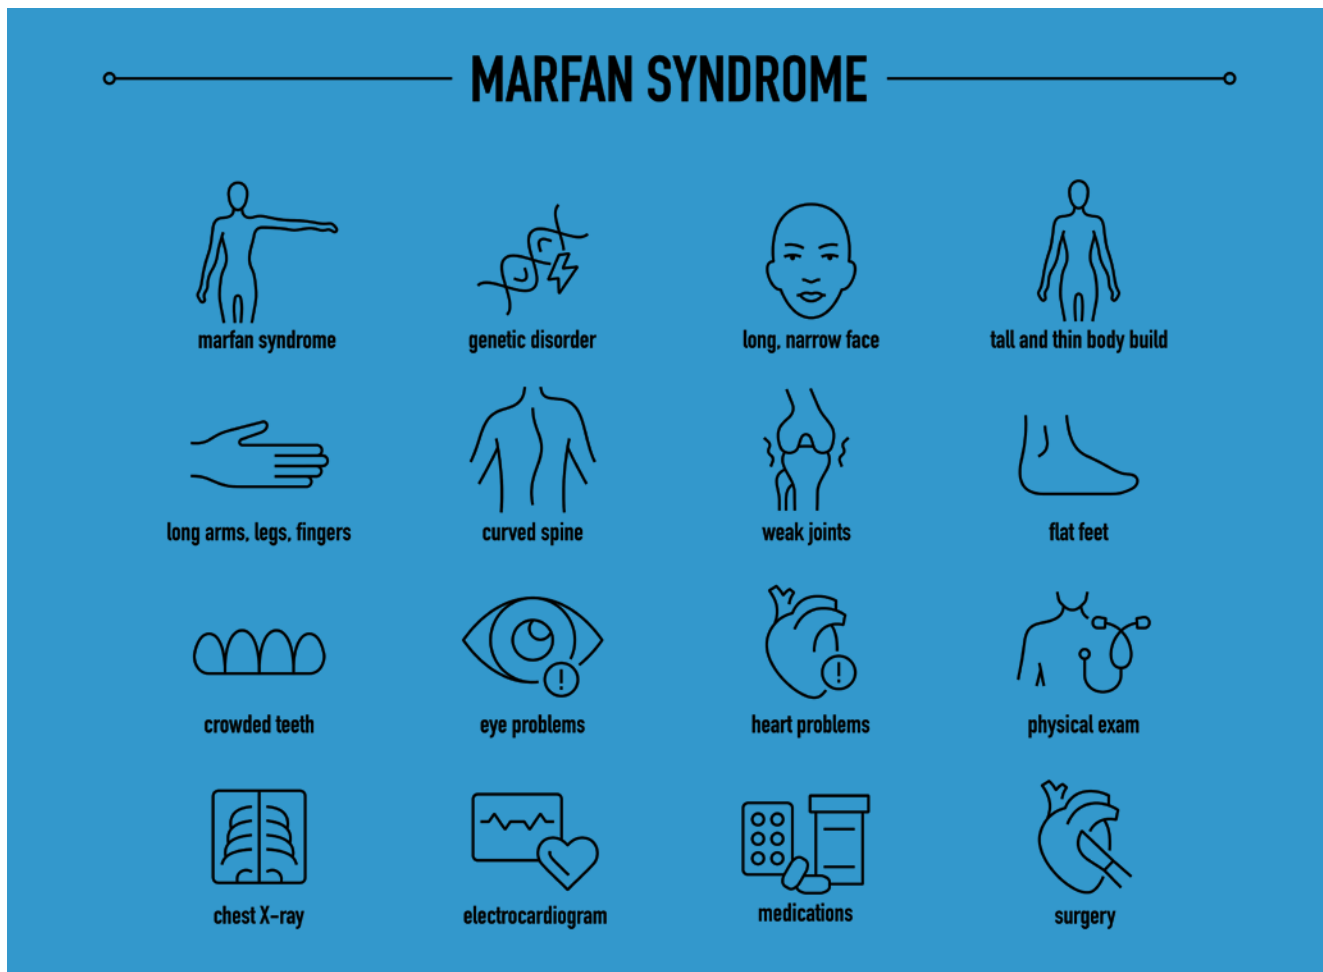 MARFAN SYNDROME
marfan syndrome
genetic disorder
long, narrow face
tall and thin body build
long arms, legs, fingers
curved spine
weak joints
flat feet
crowded teeth
eye problems
heart problems
physical exam
chest X-ray
electrocardiogram
medications
surgery